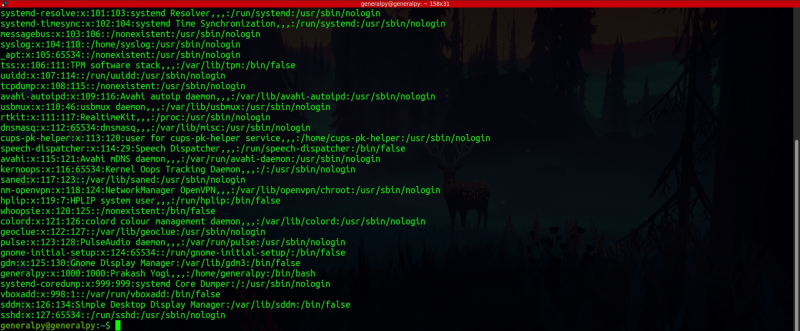 generalpy@generalpy: ~ 158x31
systemd-resolve:x:101:103:systemd Resolver,,,:/run/systemd:/usr/sbin/nologin
systemd-timesync:x:102:104:systemd Time Synchronization,,,:/run/systemd:/usr/sbin/nologin
messagebus:x:103:106::/nonexistent:/usr/sbin/nologin
syslog:x:104:110::/home/syslog:/usr/sbin/nologin
_apt:x:105:65534::/nonexistent:/usr/sbin/nologin
tss:x:106:111:TPM software stack,,,:/var/lib/tpm:/bin/false
uuidd:x:107:114::/run/uuidd:/usr/sbin/nologin
tcpdump:x:108:115::/nonexistent:/usr/sbin/nologin
avahi-autoipd:x:109:116:Avahi autoip daemon,,,:/var/lib/avahi-autoipd:/usr/sbin/nologin
usbmux:x:110:46:usbmux daemon,,,:/var/lib/usbmux:/usr/sbin/nologin
rtkit:x:111:117:RealtimeKit,,,:/proc:/usr/sbin/nologin
dnsmasq:x:112:65534:dnsmasq,,,:/var/lib/misc:/usr/sbin/nologin
cups-pk-helper:x:113:120:user for cups-pk-helper service,,,:/home/cups-pk-helper:/usr/sbin/nologin
speech-dispatcher:x:114:29:Speech Dispatcher,,,:/run/speech-dispatcher:/bin/false
avahi:x:115:121:Avahi mDNS daemon,,,:/var/run/avahi-daemon:/usr/sbin/nologin
kernoops:x:116:65534:Kernel Oops Tracking Daemon,,,:/:/usr/sbin/nologin
saned:x:117:123::/var/lib/saned:/usr/sbin/nologin
nm-openvpn:x:118:124:NetworkManager OpenVPN,,,:/var/lib/openvpn/chroot:/usr/sbin/nologin
hplip:x:119:7:HPLIP system user,,,:/run/hplip:/bin/false
whoopsie:x:120:125::/nonexistent:/bin/false
colord:x:121:126:colord colour management daemon,,,:/var/lib/colord:/usr/sbin/nologin
geoclue:x:122:127::/var/lib/geoclue:/usr/sbin/nologin
pulse:x:123:128:PulseAudio daemon,,,:/var/run/pulse:/usr/sbin/nologin
gnome-initial-setup:x:124:65534::/run/gnome-initial-setup/:/bin/false
gdm:x:125:130:Gnome Display Manager:/var/lib/gdm3:/bin/false
generalpy:x:1000:1000:Prakash Yogi,,,:/home/generalpy:/bin/bash
systemd-coredump:x:999:999:systemd Core Dumper:/:/usr/sbin/nologin
vboxadd:x:998:1::/var/run/vboxadd:/bin/false
sddm:x:126:134:Simple Desktop Display Manager:/var/lib/sddm:/bin/false
sshd:x:127:65534::/run/sshd:/usr/sbin/nologin
generalpy@generalpy:~$